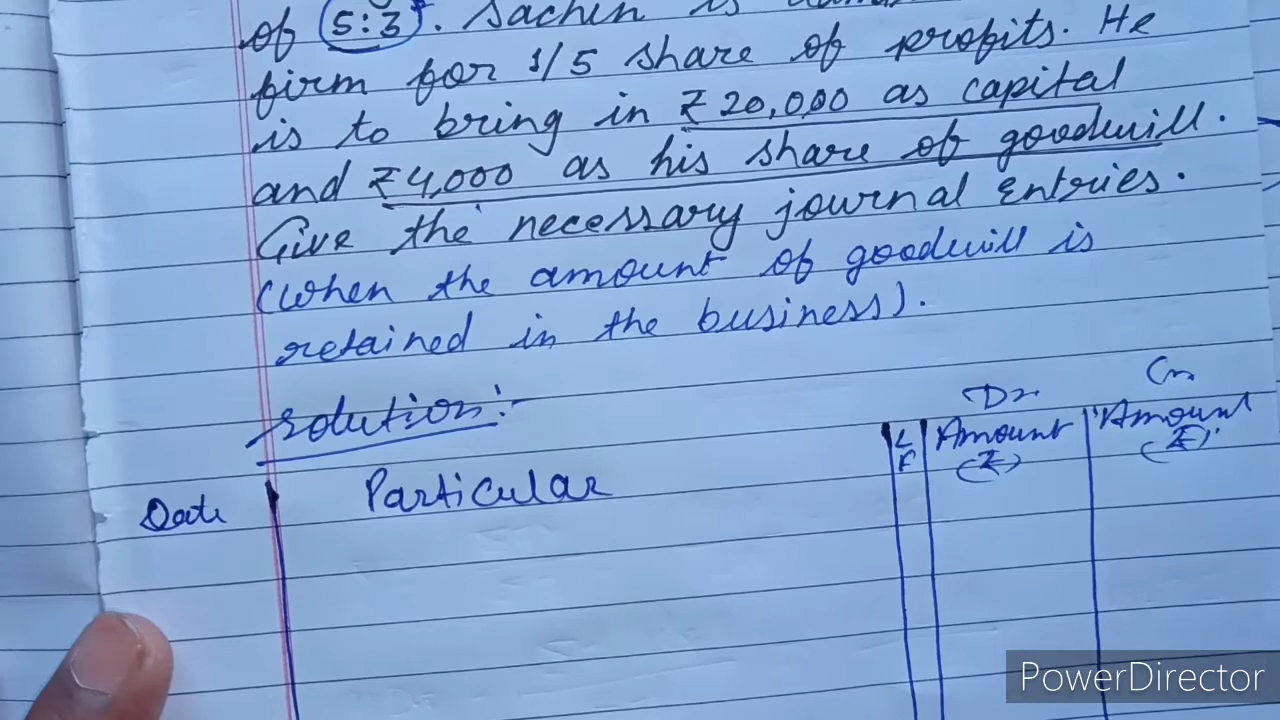 of 5:3. Sachin is
firm for 1/5 share of profits. He
is to bring in ₹20,000 as capital
and ₹4,000 as his share of goodwill.
Give the necessary journal entries.
(when the amount of goodwill is
retained in the business).
Solution:-
Dr Cr
Date Particular LF Amount (₹) Amount (₹)
PowerDirector